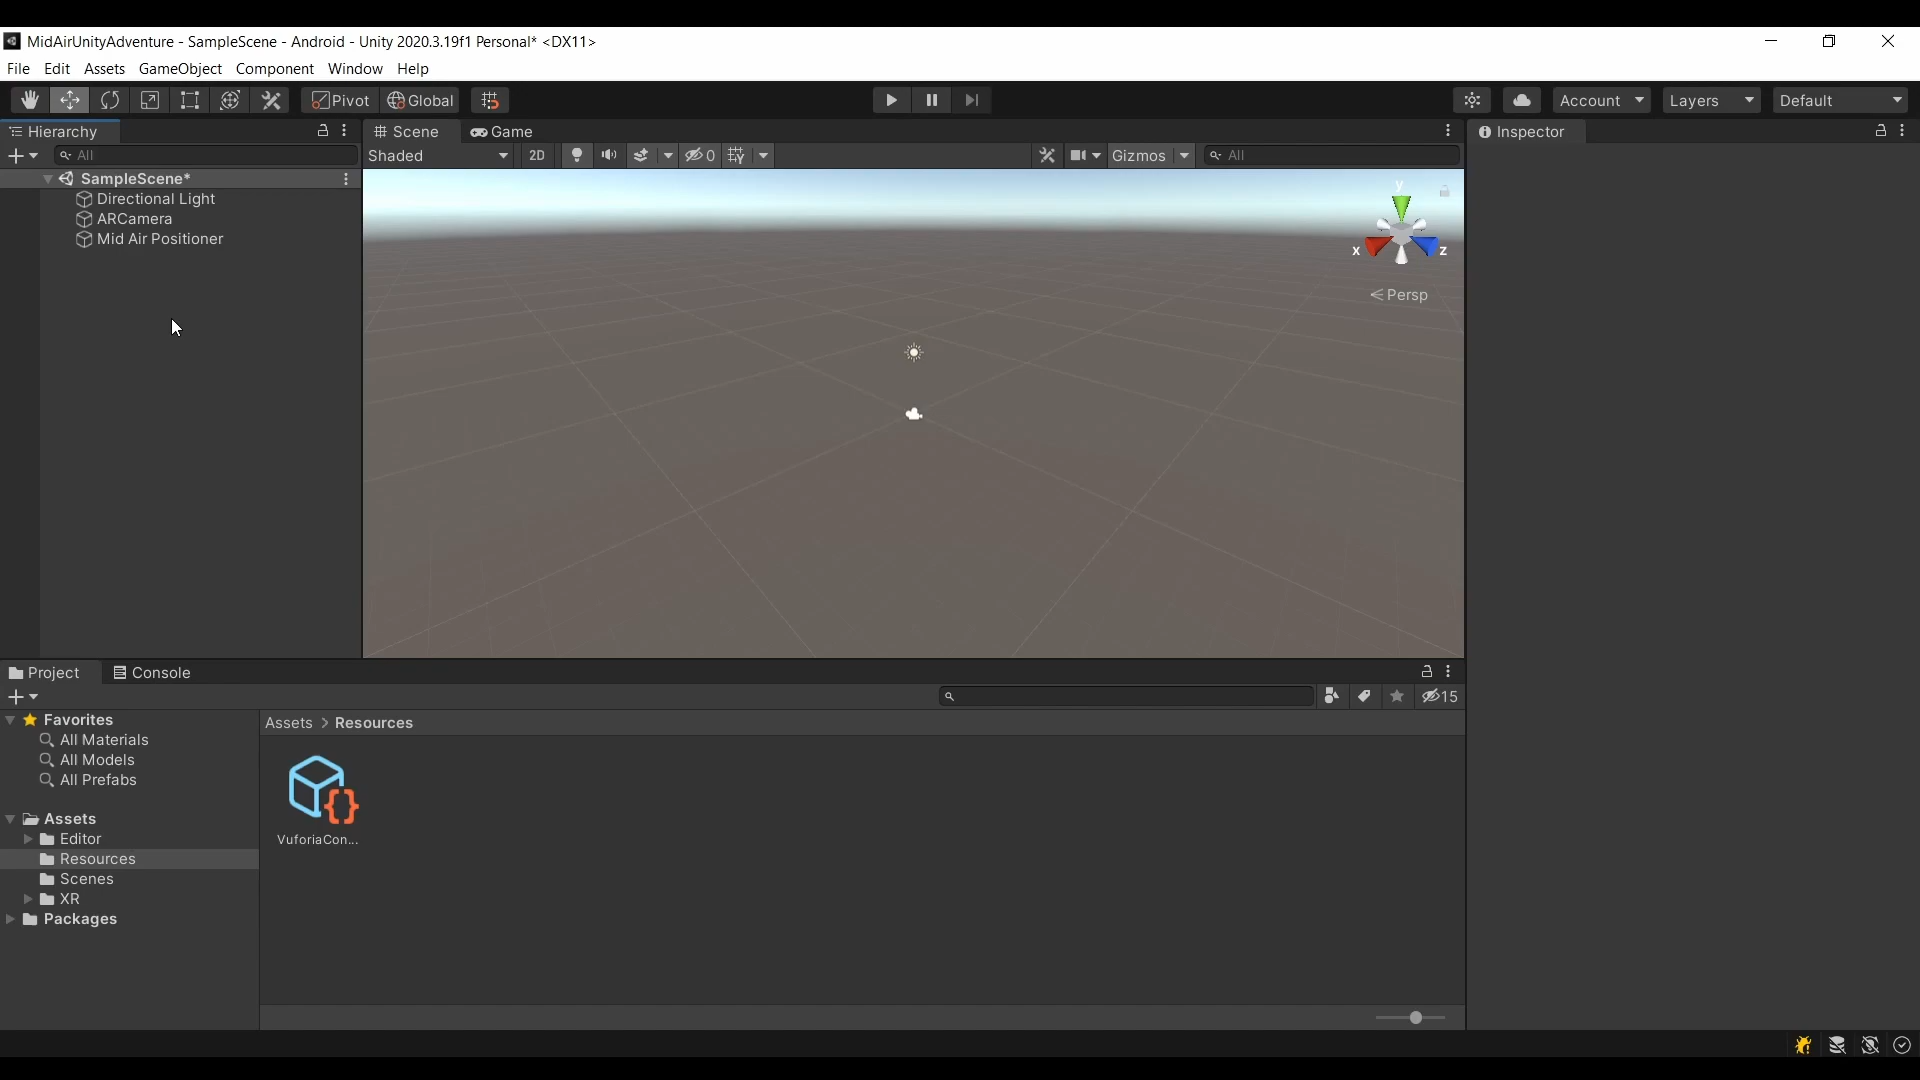 MidAirUnityAdventure - SampleScene - Android - Unity 2020.3.19f1 Personal* <DX11>
File Edit Assets GameObject Component Window Help
Pivot Global Account Layers Default
Hierarchy Scene Game Inspector
All Shaded 2D 0 Gizmos All
SampleScene*
Directional Light
ARCamera
Mid Air Positioner
y
x z
Persp
Project Console
15
Favorites
Assets > Resources
All Materials
All Models
All Prefabs
VuforiaCon...
Assets
Editor
Resources
Scenes
XR
Packages